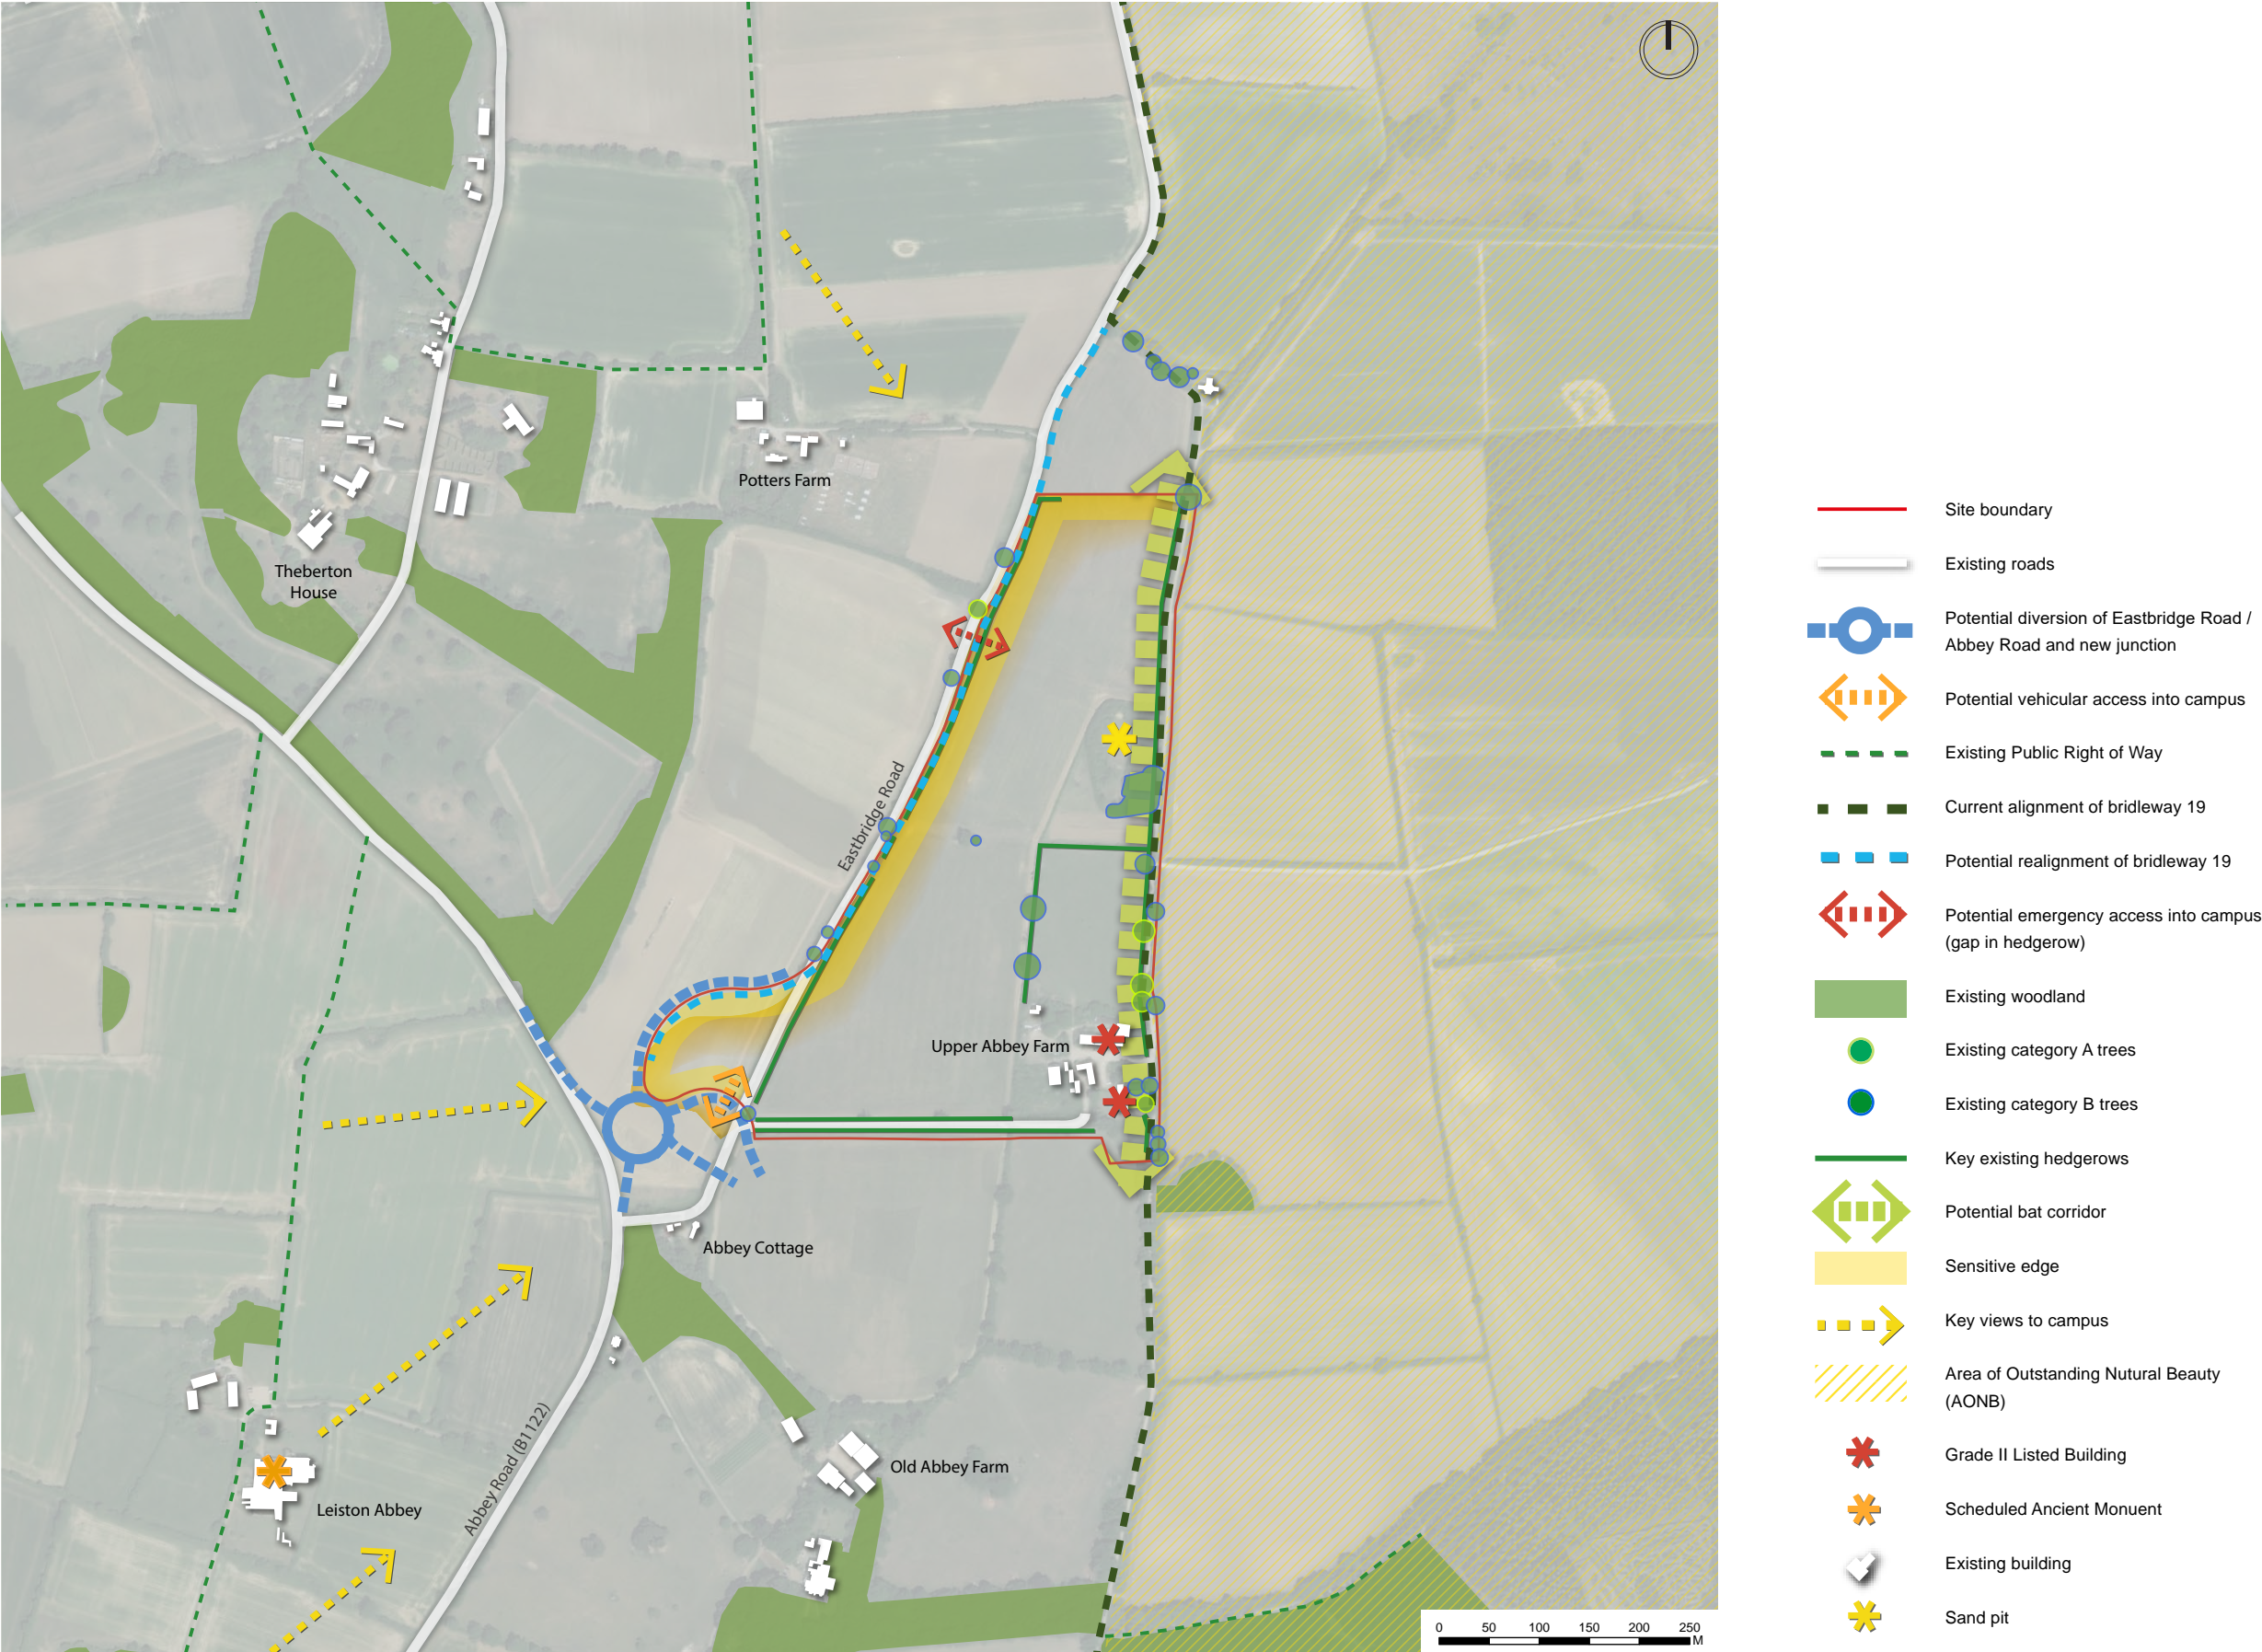 Potters Farm
Theberton
House
Eastbridge Road
Upper Abbey Farm
Abbey Cottage
Abbey Road (B1122)
Old Abbey Farm
Leiston Abbey
0 50 100 150 200 250
M
Site boundary
Existing roads
Potential diversion of Eastbridge Road /
Abbey Road and new junction
Potential vehicular access into campus
Existing Public Right of Way
Current alignment of bridleway 19
Potential realignment of bridleway 19
Potential emergency access into campus
(gap in hedgerow)
Existing woodland
Existing category A trees
Existing category B trees
Key existing hedgerows
Potential bat corridor
Sensitive edge
Key views to campus
Area of Outstanding Nutural Beauty
(AONB)
Grade II Listed Building
Scheduled Ancient Monuent
Existing building
Sand pit